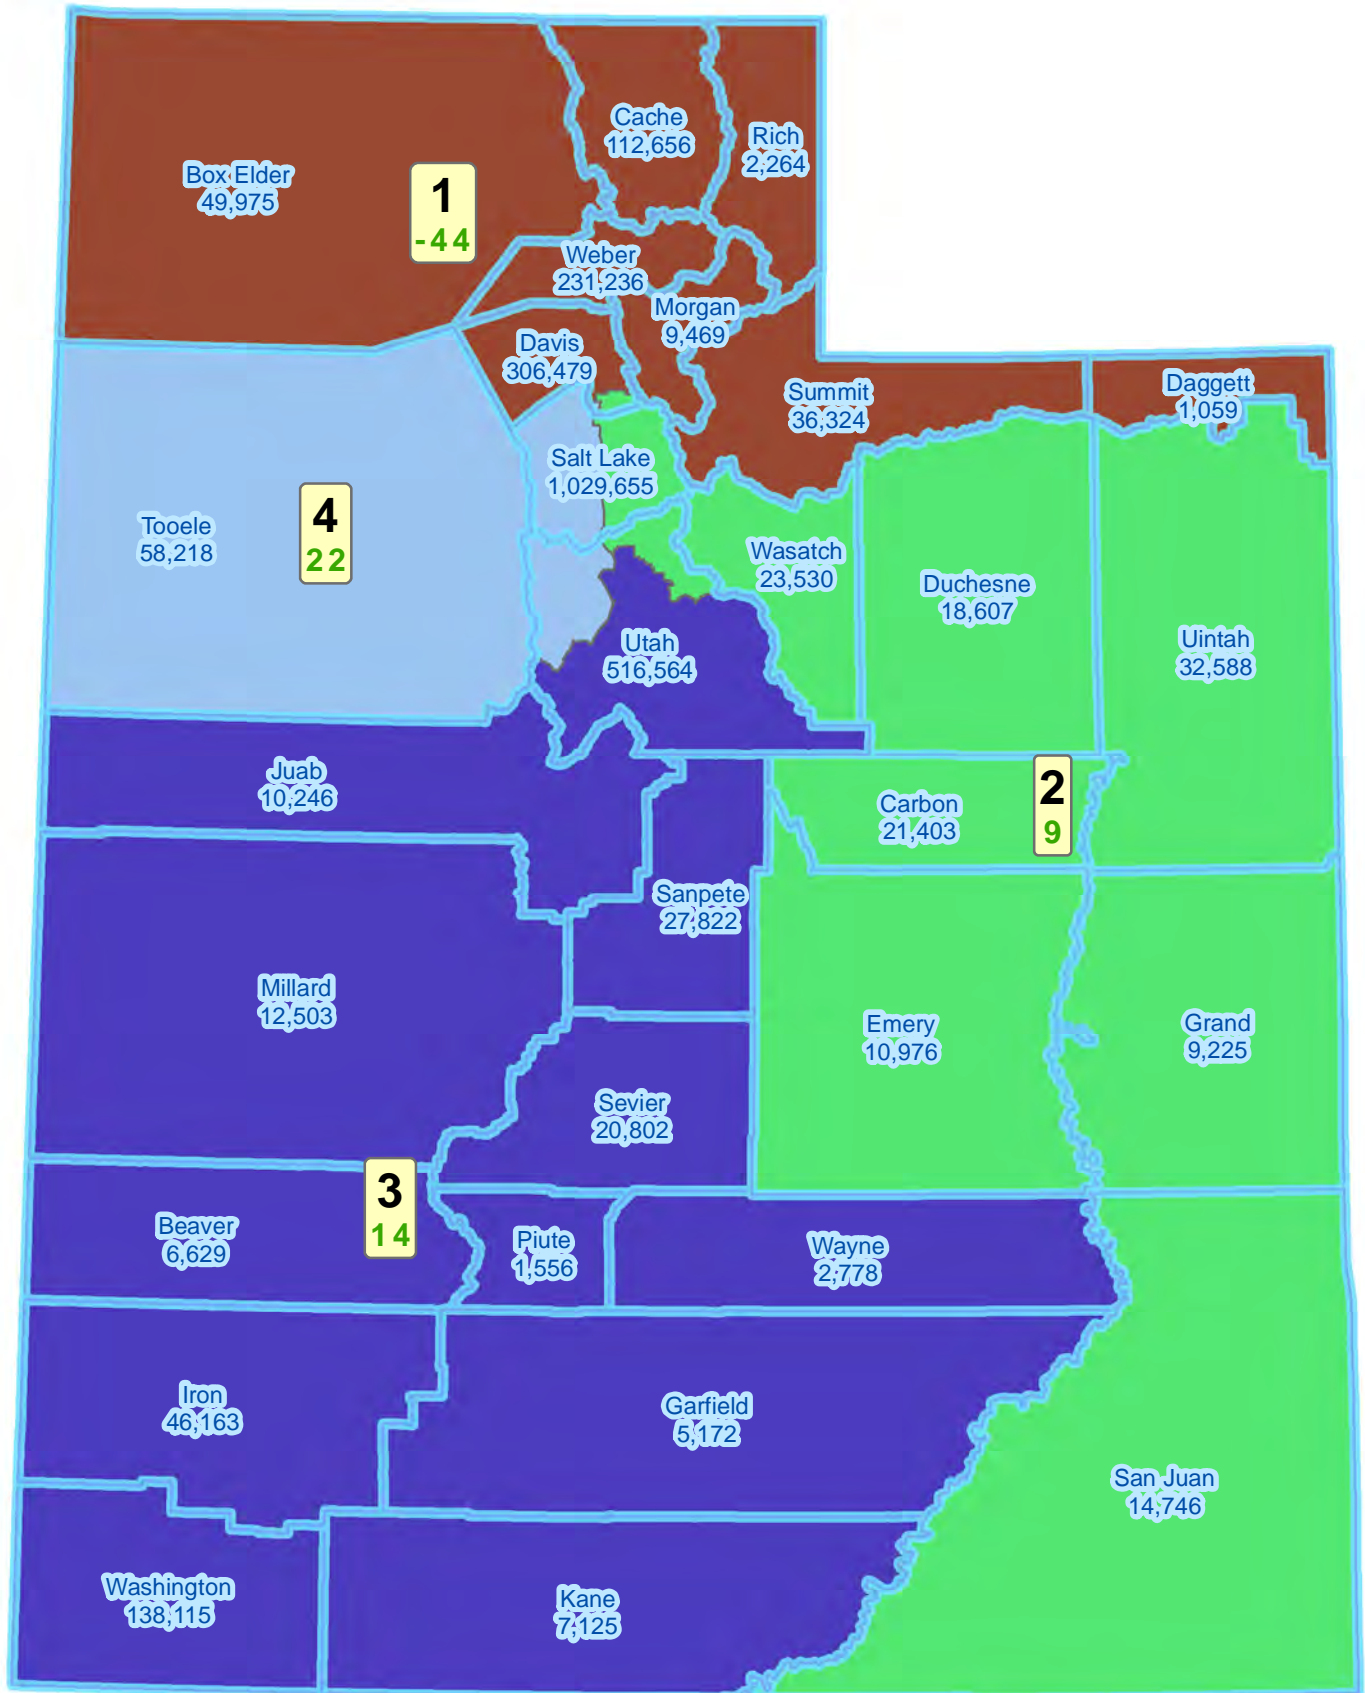 Cache
112,656
Rich
2,264
Box Elder
49,975
1
-44
Weber
231,236
Morgan
9,469
Davis
306,479
Summit
36,324
Daggett
1,059
Salt Lake
1,029,655
Tooele
58,218
4
22
Wasatch
23,530
Duchesne
18,607
Uintah
32,588
Utah
516,564
Juab
10,246
Carbon
21,403
2
9
Sanpete
27,822
Millard
12,503
Emery
10,976
Grand
9,225
Sevier
20,802
Beaver
6,629
3
14
Piute
1,556
Wayne
2,778
Iron
46,163
Garfield
5,172
San Juan
14,746
Washington
138,115
Kane
7,125